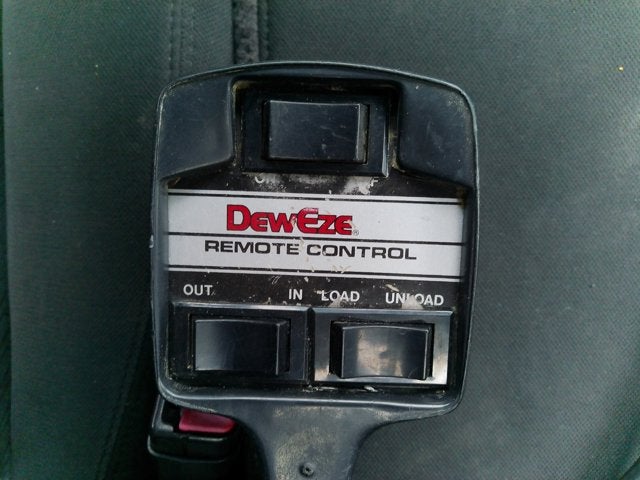 DewEze®
REMOTE CONTROL
OUT IN LOAD UNLOAD